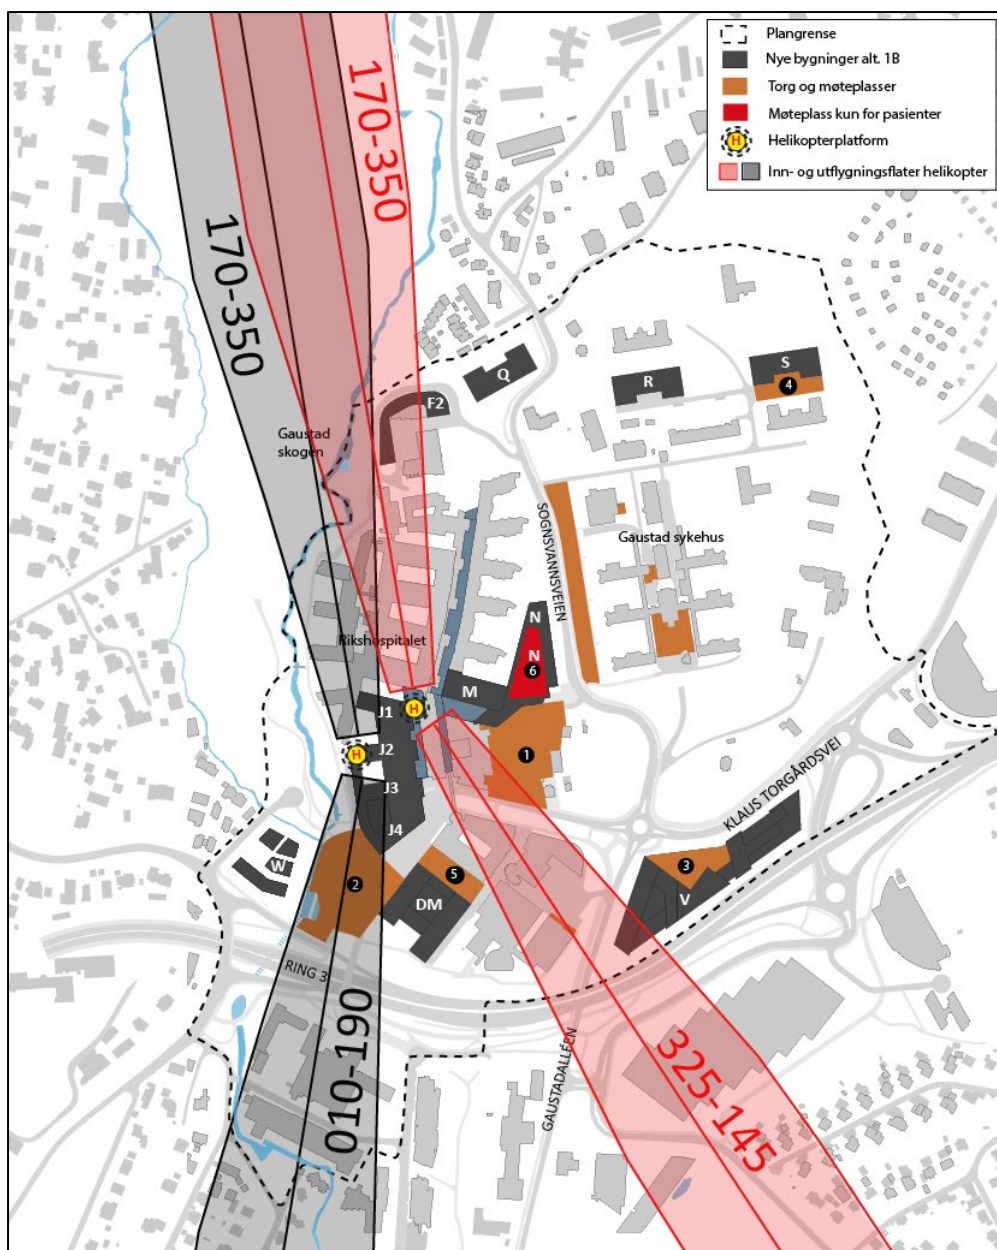 Plangrense
Nye bygninger alt. 1B
Torg og møteplasser
Møteplass kun for pasienter
H
Helikopterplatform
Inn- og utflygningsflater helikopter
170-350
170-350
Q
R
S
4
F2
Gaustad
skogen
SOGNSVANNSVEIEN
Gaustad sykehus
Rikshospitalet
N
N
6
M
J1
H
J2
H
1
J3
J4
KLAUS TORGÅRDSVEI
W
2
5
DM
3
V
RING 3
010-190
GAUSTADALLÉEN
325-145